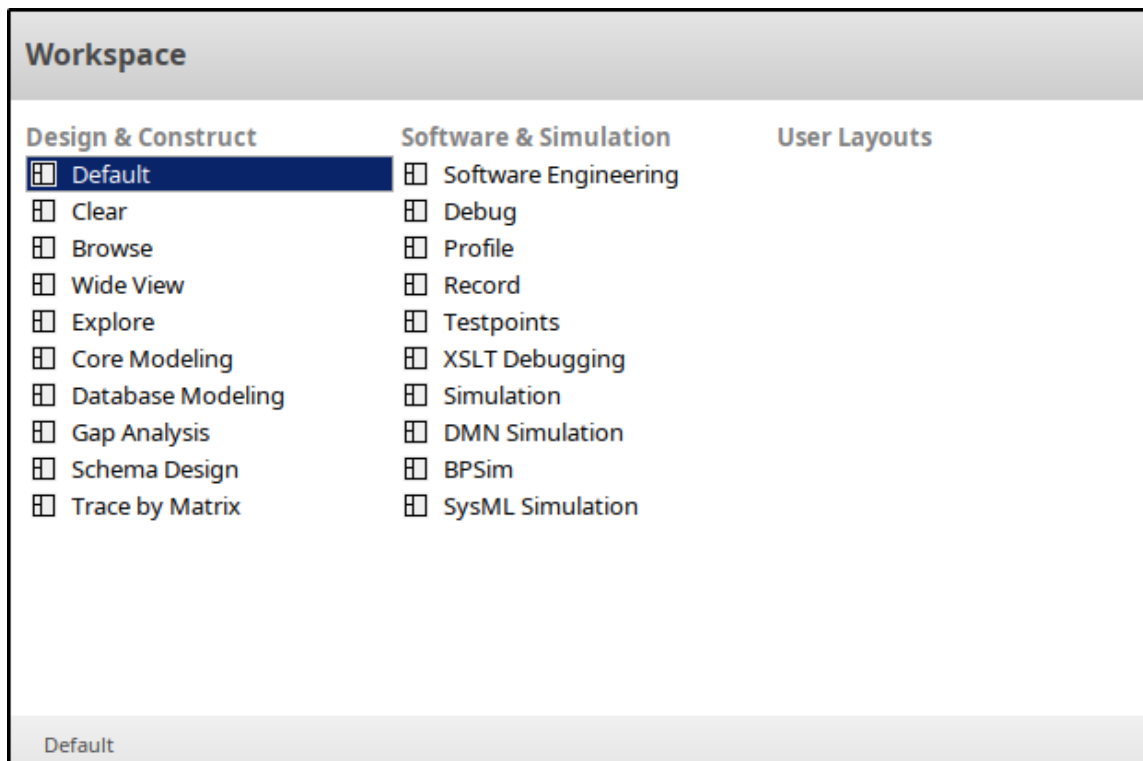 Workspace
Design & Construct
Default
Clear
Browse
Wide View
Explore
Core Modeling
Database Modeling
Gap Analysis
Schema Design
Trace by Matrix
Software & Simulation
Software Engineering
Debug
Profile
Record
Testpoints
XSLT Debugging
Simulation
DMN Simulation
BPSim
SysML Simulation
User Layouts
Default